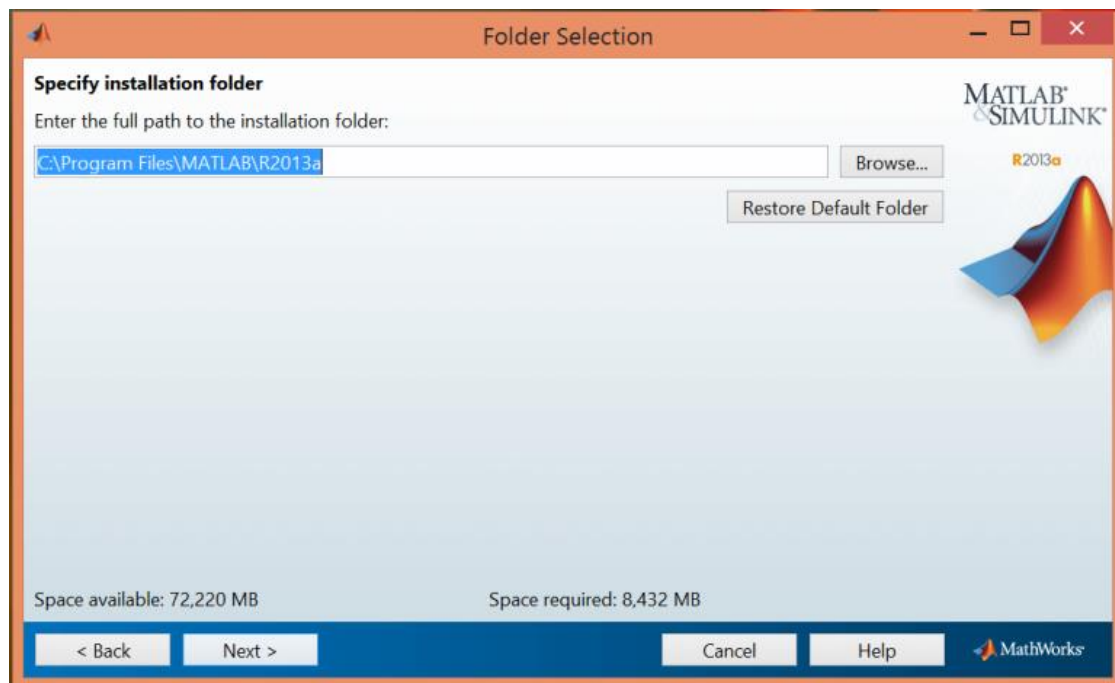 Folder Selection
Specify installation folder
Enter the full path to the installation folder:
C:\Program Files\MATLAB\R2013a
Browse...
Restore Default Folder
MATLAB®
&SIMULINK®
R2013a
Space available: 72,220 MB
Space required: 8,432 MB
< Back
Next >
Cancel
Help
MathWorks®